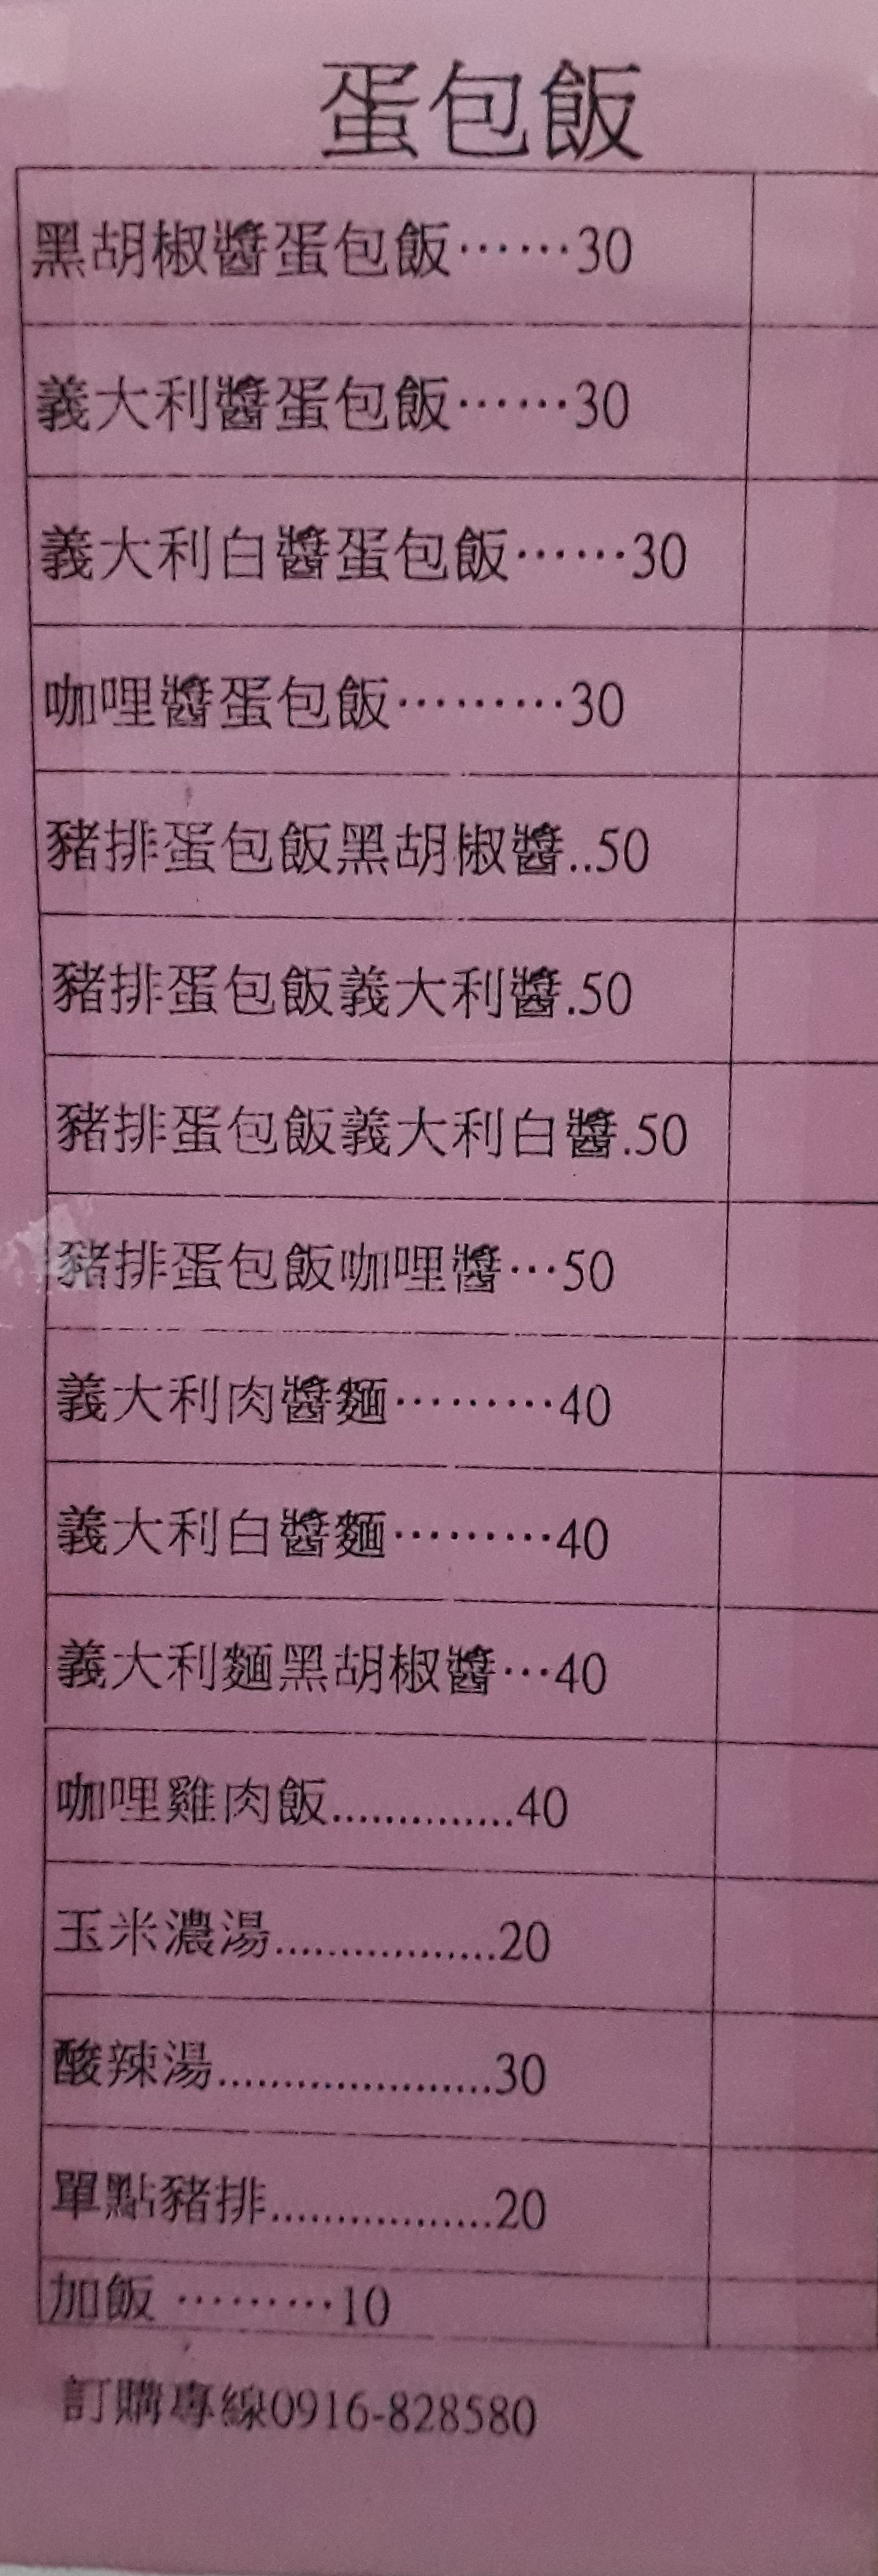 蛋包飯
黑胡椒醬蛋包飯······30
義大利醬蛋包飯······30
義大利白醬蛋包飯······30
咖哩醬蛋包飯·········30
豬排蛋包飯黑胡椒醬..50
豬排蛋包飯義大利醬.50
豬排蛋包飯義大利白醬.50
豬排蛋包飯咖哩醬...50
義大利肉醬麵·········40
義大利白醬麵·········40
義大利麵黑胡椒醬···40
咖哩雞肉飯...............40
玉米濃湯...................20
酸辣湯.......................30
單點豬排...................20
加飯 ·········10
訂購專線0916-828580